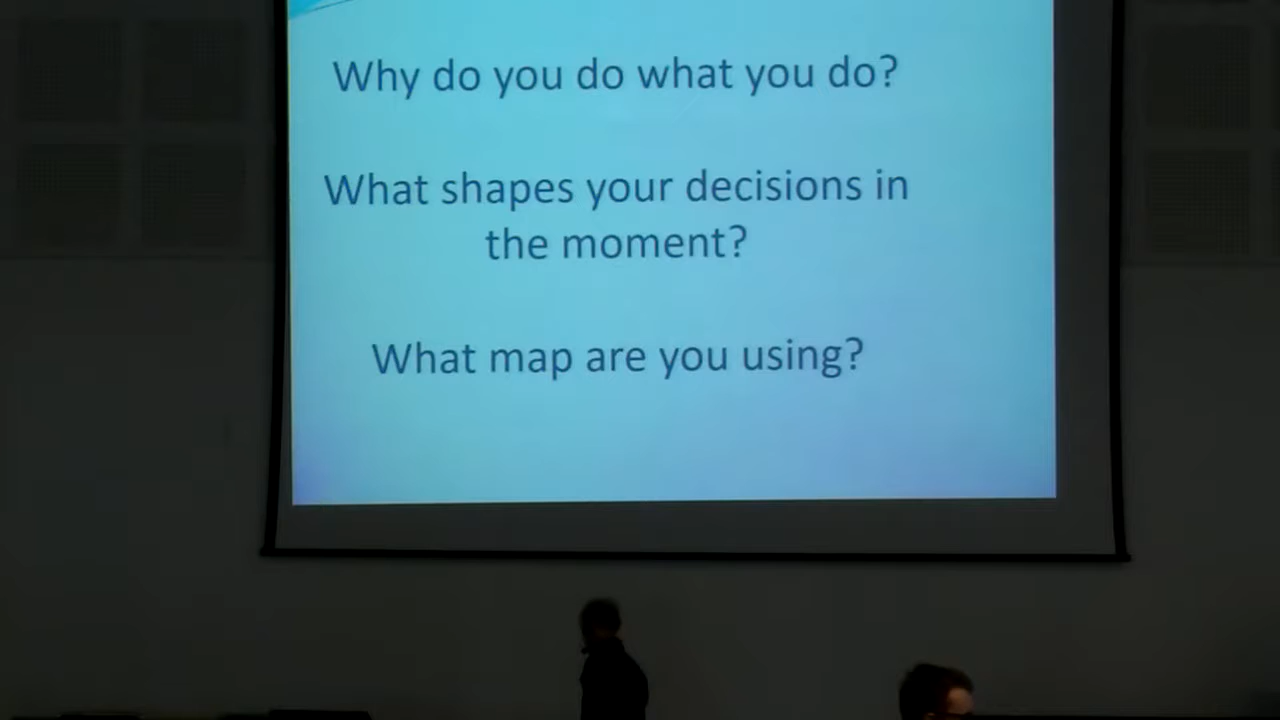 Why do you do what you do?
What shapes your decisions in
the moment?
What map are you using?